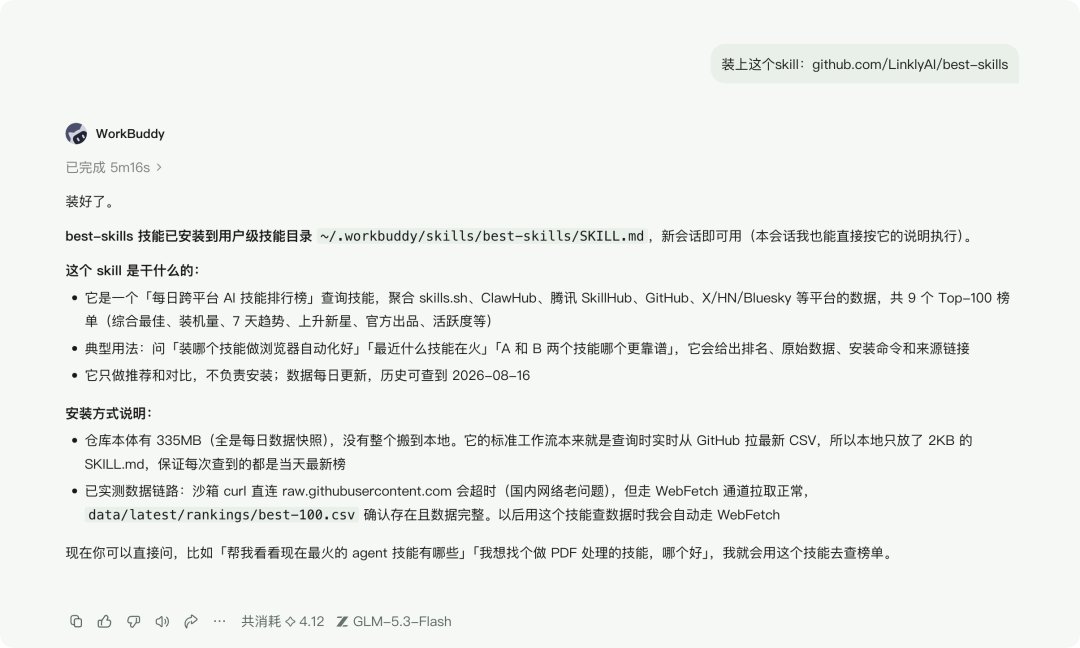 装上这个skill：github.com/LinklyAI/best-skills
WorkBuddy
已完成 5m16s >
装好了。
best-skills 技能已安装到用户级技能目录 ~/.workbuddy/skills/best-skills/SKILL.md，新会话即可用（本会话我也能直接按它的说明执行）。
这个 skill 是干什么的：
• 它是一个「每日跨平台 AI 技能排行榜」查询技能，聚合 skills.sh、ClawHub、腾讯 SkillHub、GitHub、X/HN/Bluesky 等平台的数据，共 9 个 Top-100 榜
单（综合最佳、装机量、7 天趋势、上升新星、官方出品、活跃度等）
• 典型用法：问「装哪个技能做浏览器自动化好」「最近什么技能在火」「A 和 B 两个技能哪个更靠谱」，它会给出排名、原始数据、安装命令和来源链接
• 它只做推荐和对比，不负责安装；数据每日更新，历史可查到 2026-08-16
安装方式说明：
• 仓库本体有 335MB（全是每日数据快照），没有整个搬到本地。它的标准工作流本来就是查询时实时从 GitHub 拉最新 CSV，所以本地只放了 2KB 的
SKILL.md，保证每次查到的都是当天最新榜
• 已实测数据链路：沙箱 curl 直连 raw.githubusercontent.com 会超时（国内网络老问题），但走 WebFetch 通道拉取正常，
data/latest/rankings/best-100.csv 确认存在且数据完整。以后用这个技能查数据时我会自动走 WebFetch
现在你可以直接问，比如「帮我看看现在最火的 agent 技能有哪些」「我想找个做 PDF 处理的技能，哪个好」，我就会用这个技能去查榜单。
共消耗 4.12 GLM-5.3-Flash